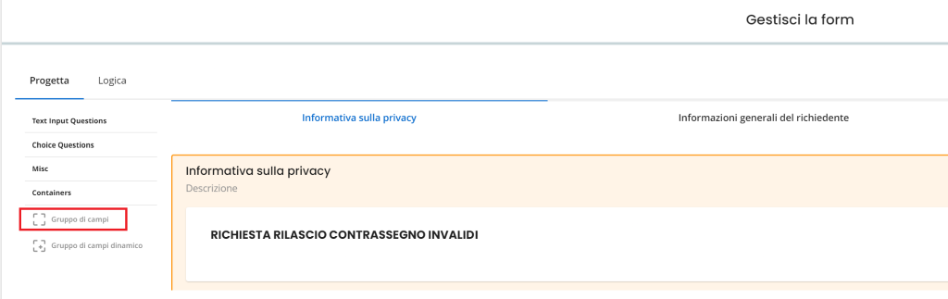 Gestisci la form
Progetta Logica
Text Input Questions
Choice Questions
Misc
Containers
Gruppo di campi
Gruppo di campi dinamico
Informativa sulla privacy Informazioni generali del richiedente
Informativa sulla privacy
Descrizione
RICHIESTA RILASCIO CONTRASSEGNO INVALIDI